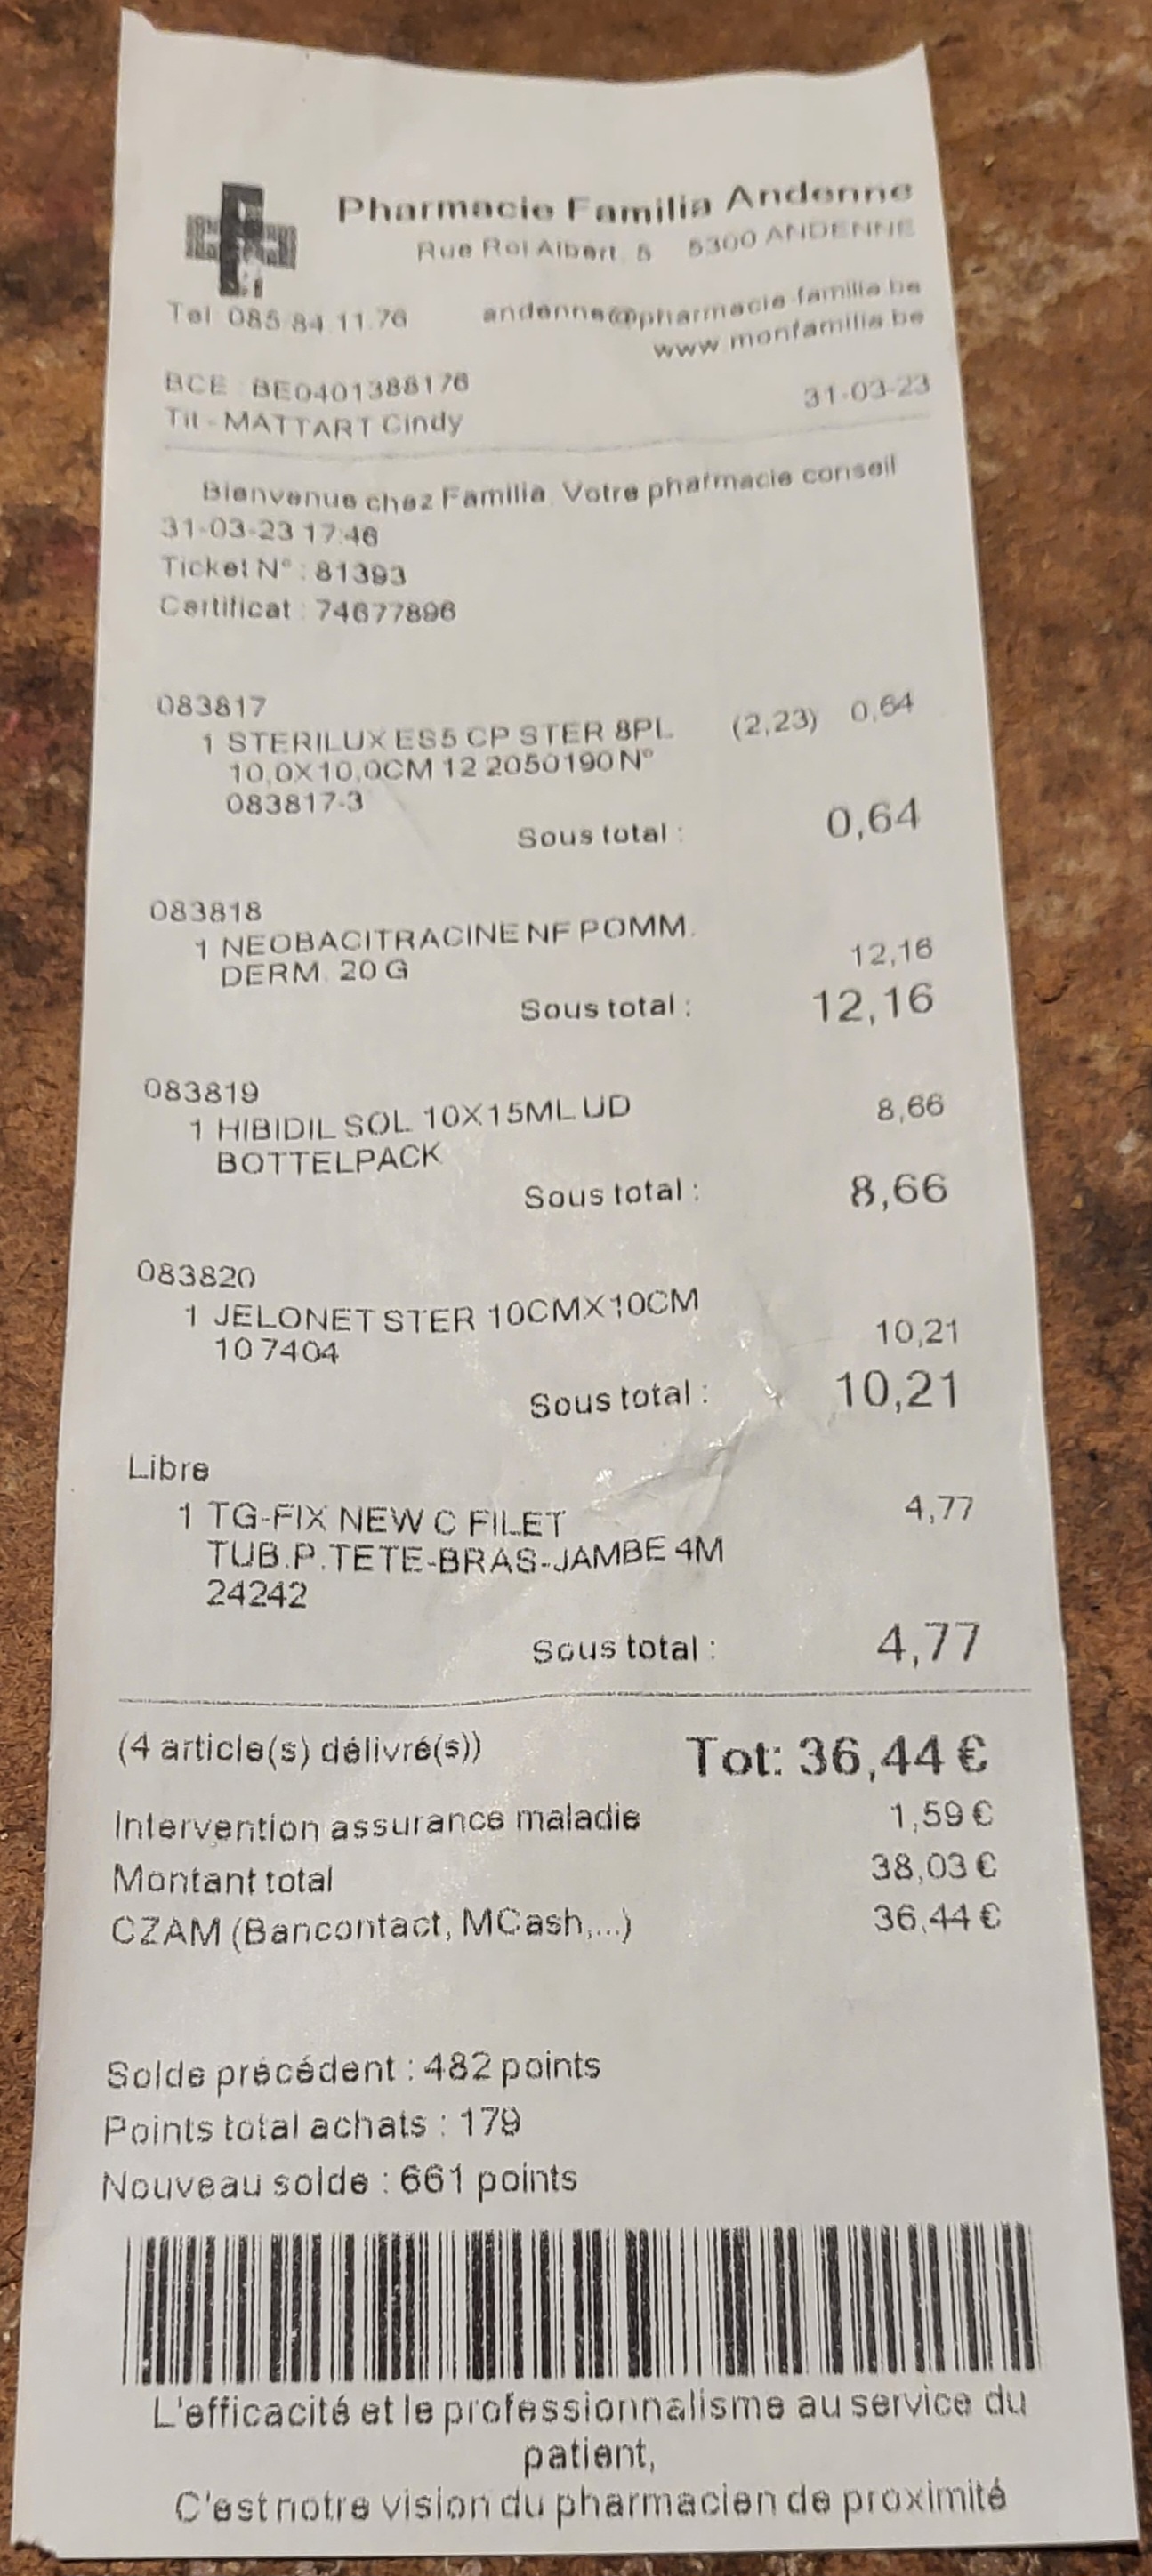 Pharmacie Familia Andenne
Rue Roi Albert, 5 5300 ANDENNE
Tel 085.84.11.76 andenne@pharmacie-familia.be
www.monfamilia.be
BCE : BE0401388176
Tit - MATTART Cindy 31-03-23
Bienvenue chez Familia. Votre pharmacie conseil
31-03-23 17:46
Ticket N° : 81393
Certificat : 74677896
083817
1 STERILUX ES5 CP STER 8PL (2,23) 0,64
10,0X10,0CM 12 2050190 N°
083817-3
Sous total : 0,64
083818
1 NEOBACITRACINE NF POMM.
DERM. 20 G 12,16
Sous total : 12,16
083819
1 HIBIDIL SOL 10X15ML UD 8,66
BOTTELPACK
Sous total : 8,66
083820
1 JELONET STER 10CMX10CM
10 7404 10,21
Sous total : 10,21
Libre
1 TG-FIX NEW C FILET 4,77
TUB.P.TETE-BRAS-JAMBE 4M
24242
Sous total : 4,77
(4 article(s) délivré(s)) Tot: 36,44 €
Intervention assurance maladie 1,59 €
Montant total 38,03 €
CZAM (Bancontact, MCash,...) 36,44 €
Solde précédent : 482 points
Points total achats : 179
Nouveau solde : 661 points
L'efficacité et le professionnalisme au service du
patient,
C'est notre vision du pharmacien de proximité